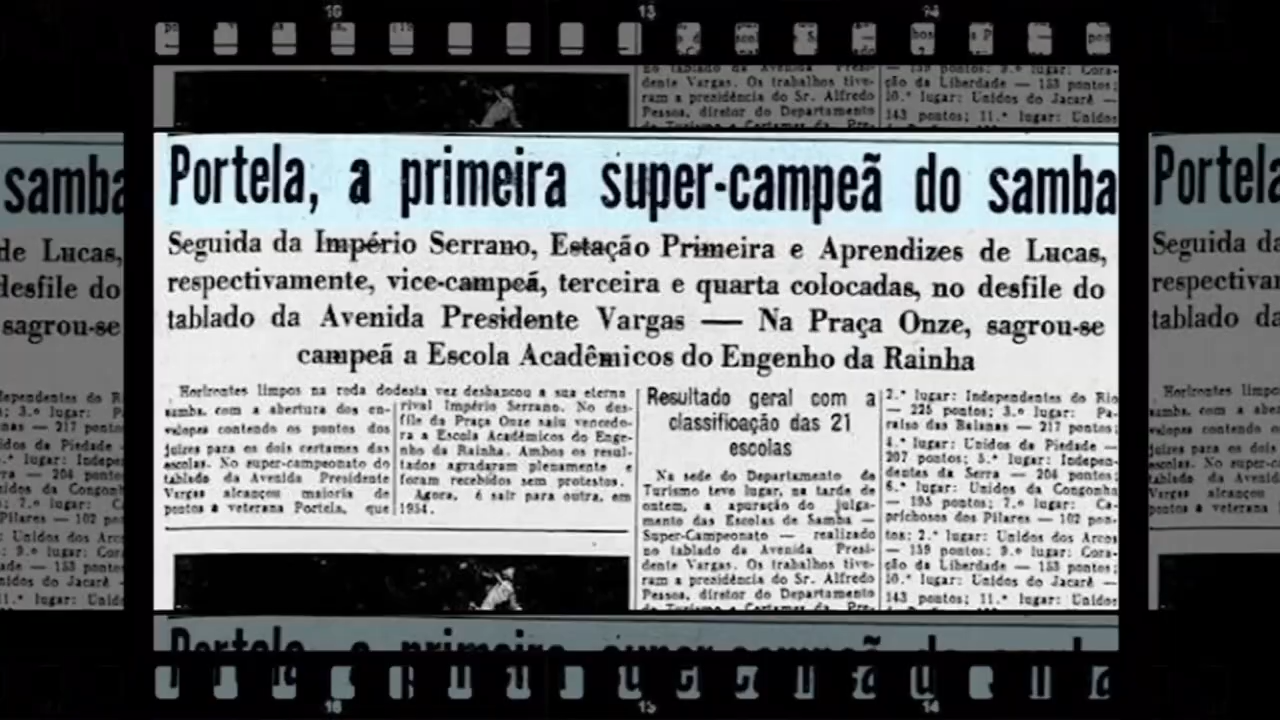 Portela, a primeira super-campeã do samba
Seguida da Império Serrano, Estação Primeira e Aprendizes de Lucas,
respectivamente, vice-campeã, terceira e quarta colocadas, no desfile do
tablado da Avenida Presidente Vargas — Na Praça Onze, sagrou-se
campeã a Escola Acadêmicos do Engenho da Rainha
Horizontes limpos na roda do
samba, com a abertura dos en-
velopes contendo os pontos dos
juizes para os dois certames das
escolas. No super-campeonato do
tablado da Avenida Presidente
Vargas alcançou maioria de
pontos a veterana Portela, que
desta vez desbancou a sua eterna
rival Império Serrano. No des-
file da Praça Onze saiu vencedo-
ra a Escola Acadêmicos do Enge-
nho da Rainha. Ambos os resul-
tados agradaram plenamente e
foram recebidos sem protestos.
Agora, é sair para outra, em
1954.
Resultado geral com a
classificação das 21
escolas
Na sede do Departamento de
Turismo teve lugar, na tarde de
ontem, a apuração do julga-
mento das Escolas de Samba —
Super-Campeonato — realizado
no tablado da Avenida Presi-
dente Vargas. Os trabalhos tive-
ram a presidência do Sr. Alfredo
Pessoa, diretor do Departamento
de Turismo e Certames da Pre-
2.º lugar: Independentes do Rio
— 225 pontos; 3.º lugar: Pa-
raíso das Baianas — 217 pontos;
4.º lugar: Unidos da Piedade —
207 pontos; 5.º lugar: Indepen-
dentes da Serra — 204 pontos;
6.º lugar: Unidos da Congonha
— 195 pontos; 7.º lugar: Ca-
prichosos dos Pilares — 102 pon-
tos; 2.º lugar: Unidos dos Arcos
— 159 pontos; 9.º lugar: Cora-
ção da Liberdade — 153 pontos;
10.º lugar: Unidos do Jacaré —
143 pontos; 11.º lugar: Unidos